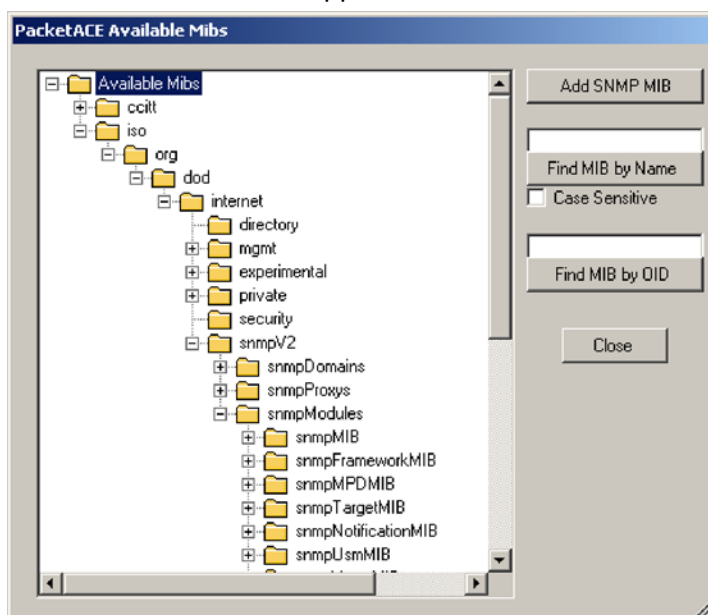 PacketACE Available Mibs
Available Mibs
ccitt
iso
org
dod
internet
directory
mgmt
experimental
private
security
snmpV2
snmpDomains
snmpProxys
snmpModules
snmpMIB
snmpFrameworkMIB
snmpMPDMIB
snmpTargetMIB
snmpNotificationMIB
snmpUsmMIB
Add SNMP MIB
Find MIB by Name
Case Sensitive
Find MIB by OID
Close